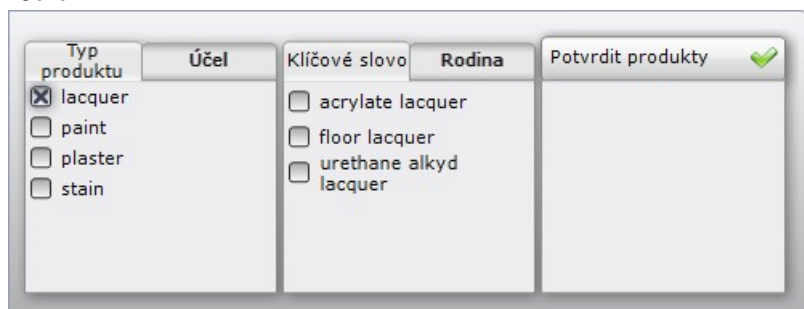 Typ
produktu
Účel
lacquer
paint
plaster
stain
Klíčové slovo
Rodina
acrylate lacquer
floor lacquer
urethane alkyd
lacquer
Potvrdit produkty